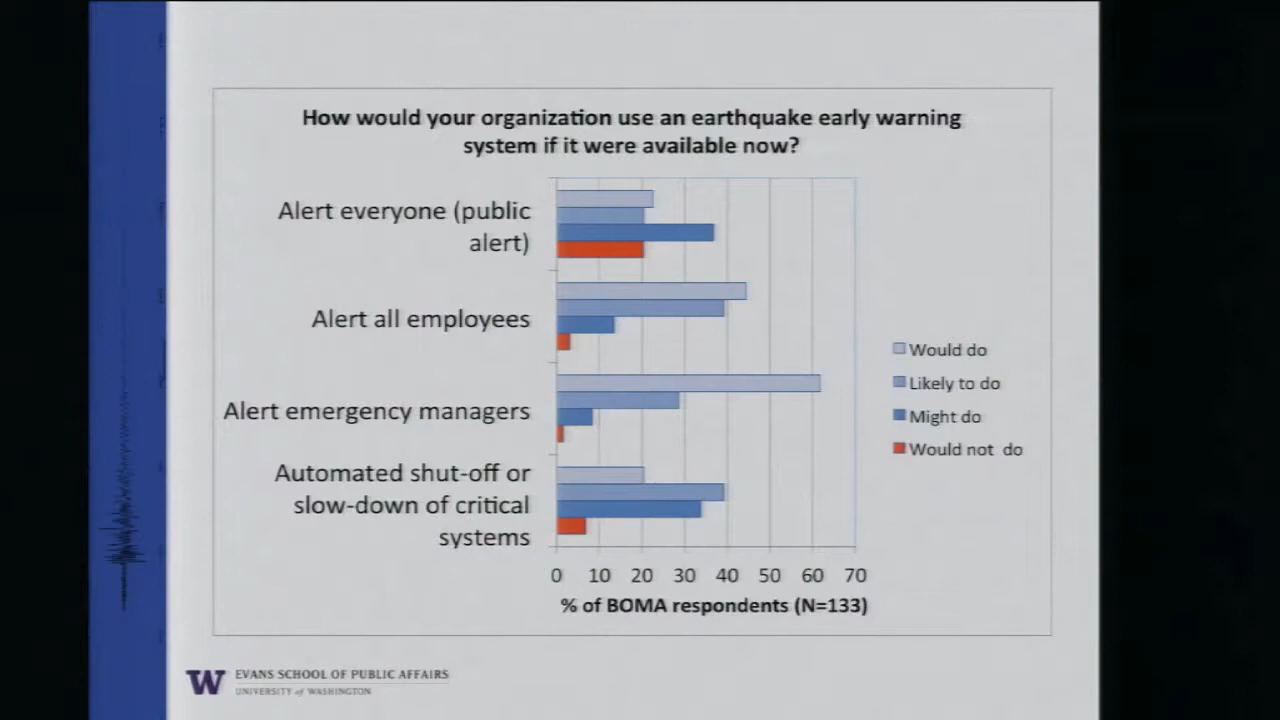 How would your organization use an earthquake early warning
system if it were available now?
Alert everyone (public
alert)
Alert all employees
Alert emergency managers
Automated shut-off or
slow-down of critical
systems
Would do
Likely to do
Might do
Would not do
0 10 20 30 40 50 60 70
% of BOMA respondents (N=133)
W
EVANS SCHOOL OF PUBLIC AFFAIRS
UNIVERSITY of WASHINGTON